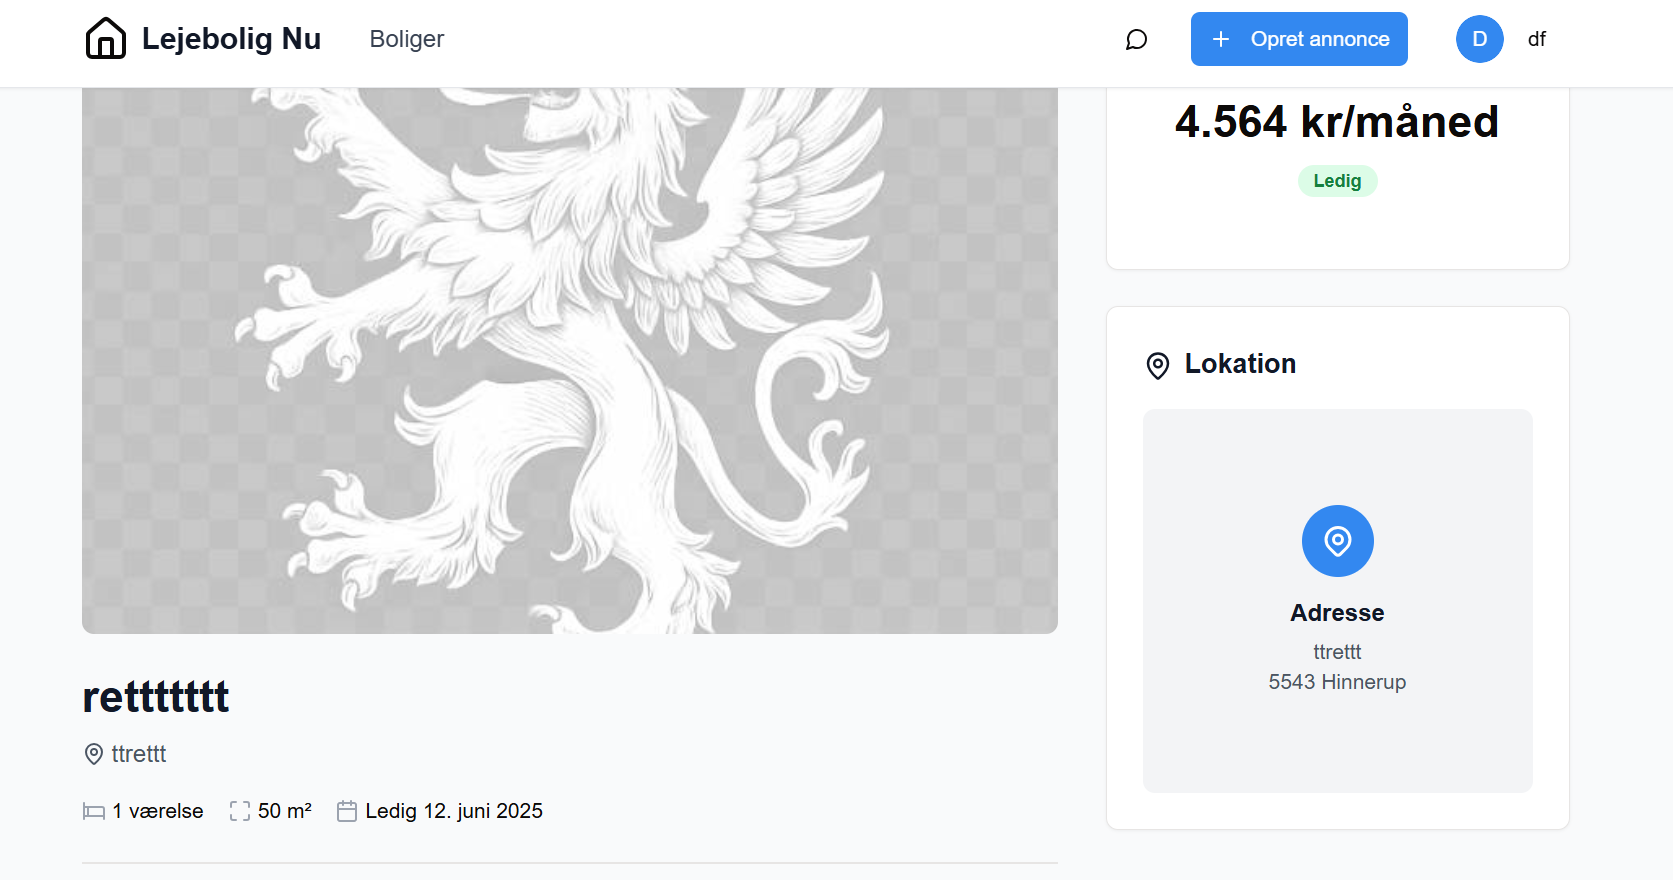 Lejebolig Nu
Boliger
Opret annonce
D
df
4.564 kr/måned
Ledig
Lokation
Adresse
ttrettt
5543 Hinnerup
rettttttt
ttrettt
1 værelse
50 m²
Ledig 12. juni 2025